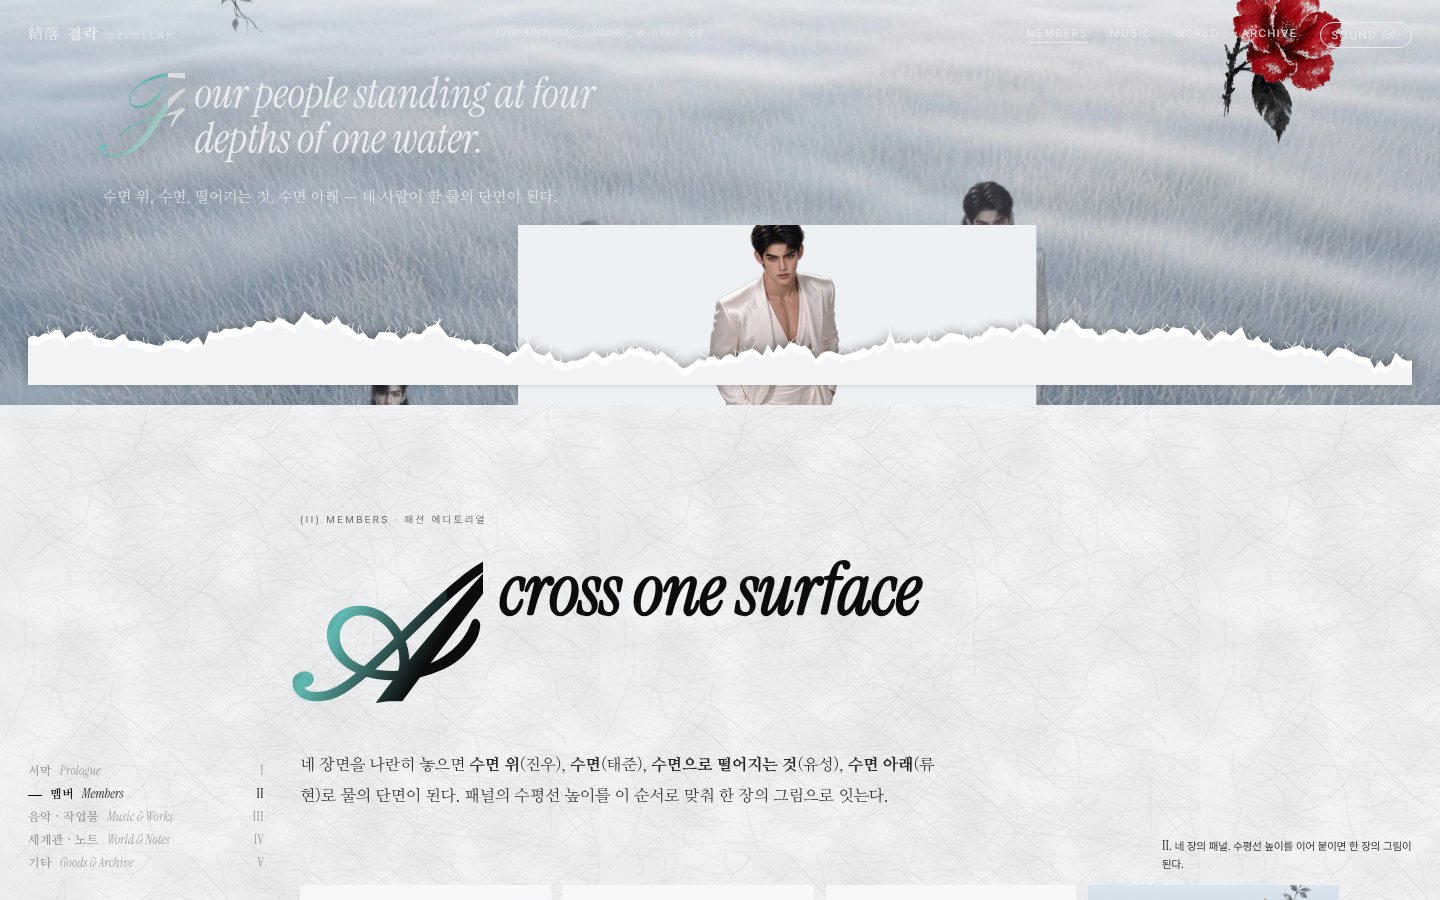 結落 결락 GYEOLLAK
(The Afterimage Edition), Winter '26
MEMBERS MUSIC WORLD ARCHIVE SOUND (off)
Four people standing at four
depths of one water.
수면 위, 수면, 떨어지는 것, 수면 아래 — 네 사람이 한 물의 단면이 된다.
(II) MEMBERS · 패션 에디토리얼
Across one surface
네 장면을 나란히 놓으면 수면 위(진우), 수면(태준), 수면으로 떨어지는 것(유성), 수면 아래(류
현)로 물의 단면이 된다. 패널의 수평선 높이를 이 순서로 맞춰 한 장의 그림으로 잇는다.
서막 Prologue I
멤버 Members II
음악 · 작업물 Music & Works III
세계관 · 노트 World & Notes IV
기타 Goods & Archive V
II. 네 장의 패널. 수평선 높이를 이어 붙이면 한 장의 그림이
된다.